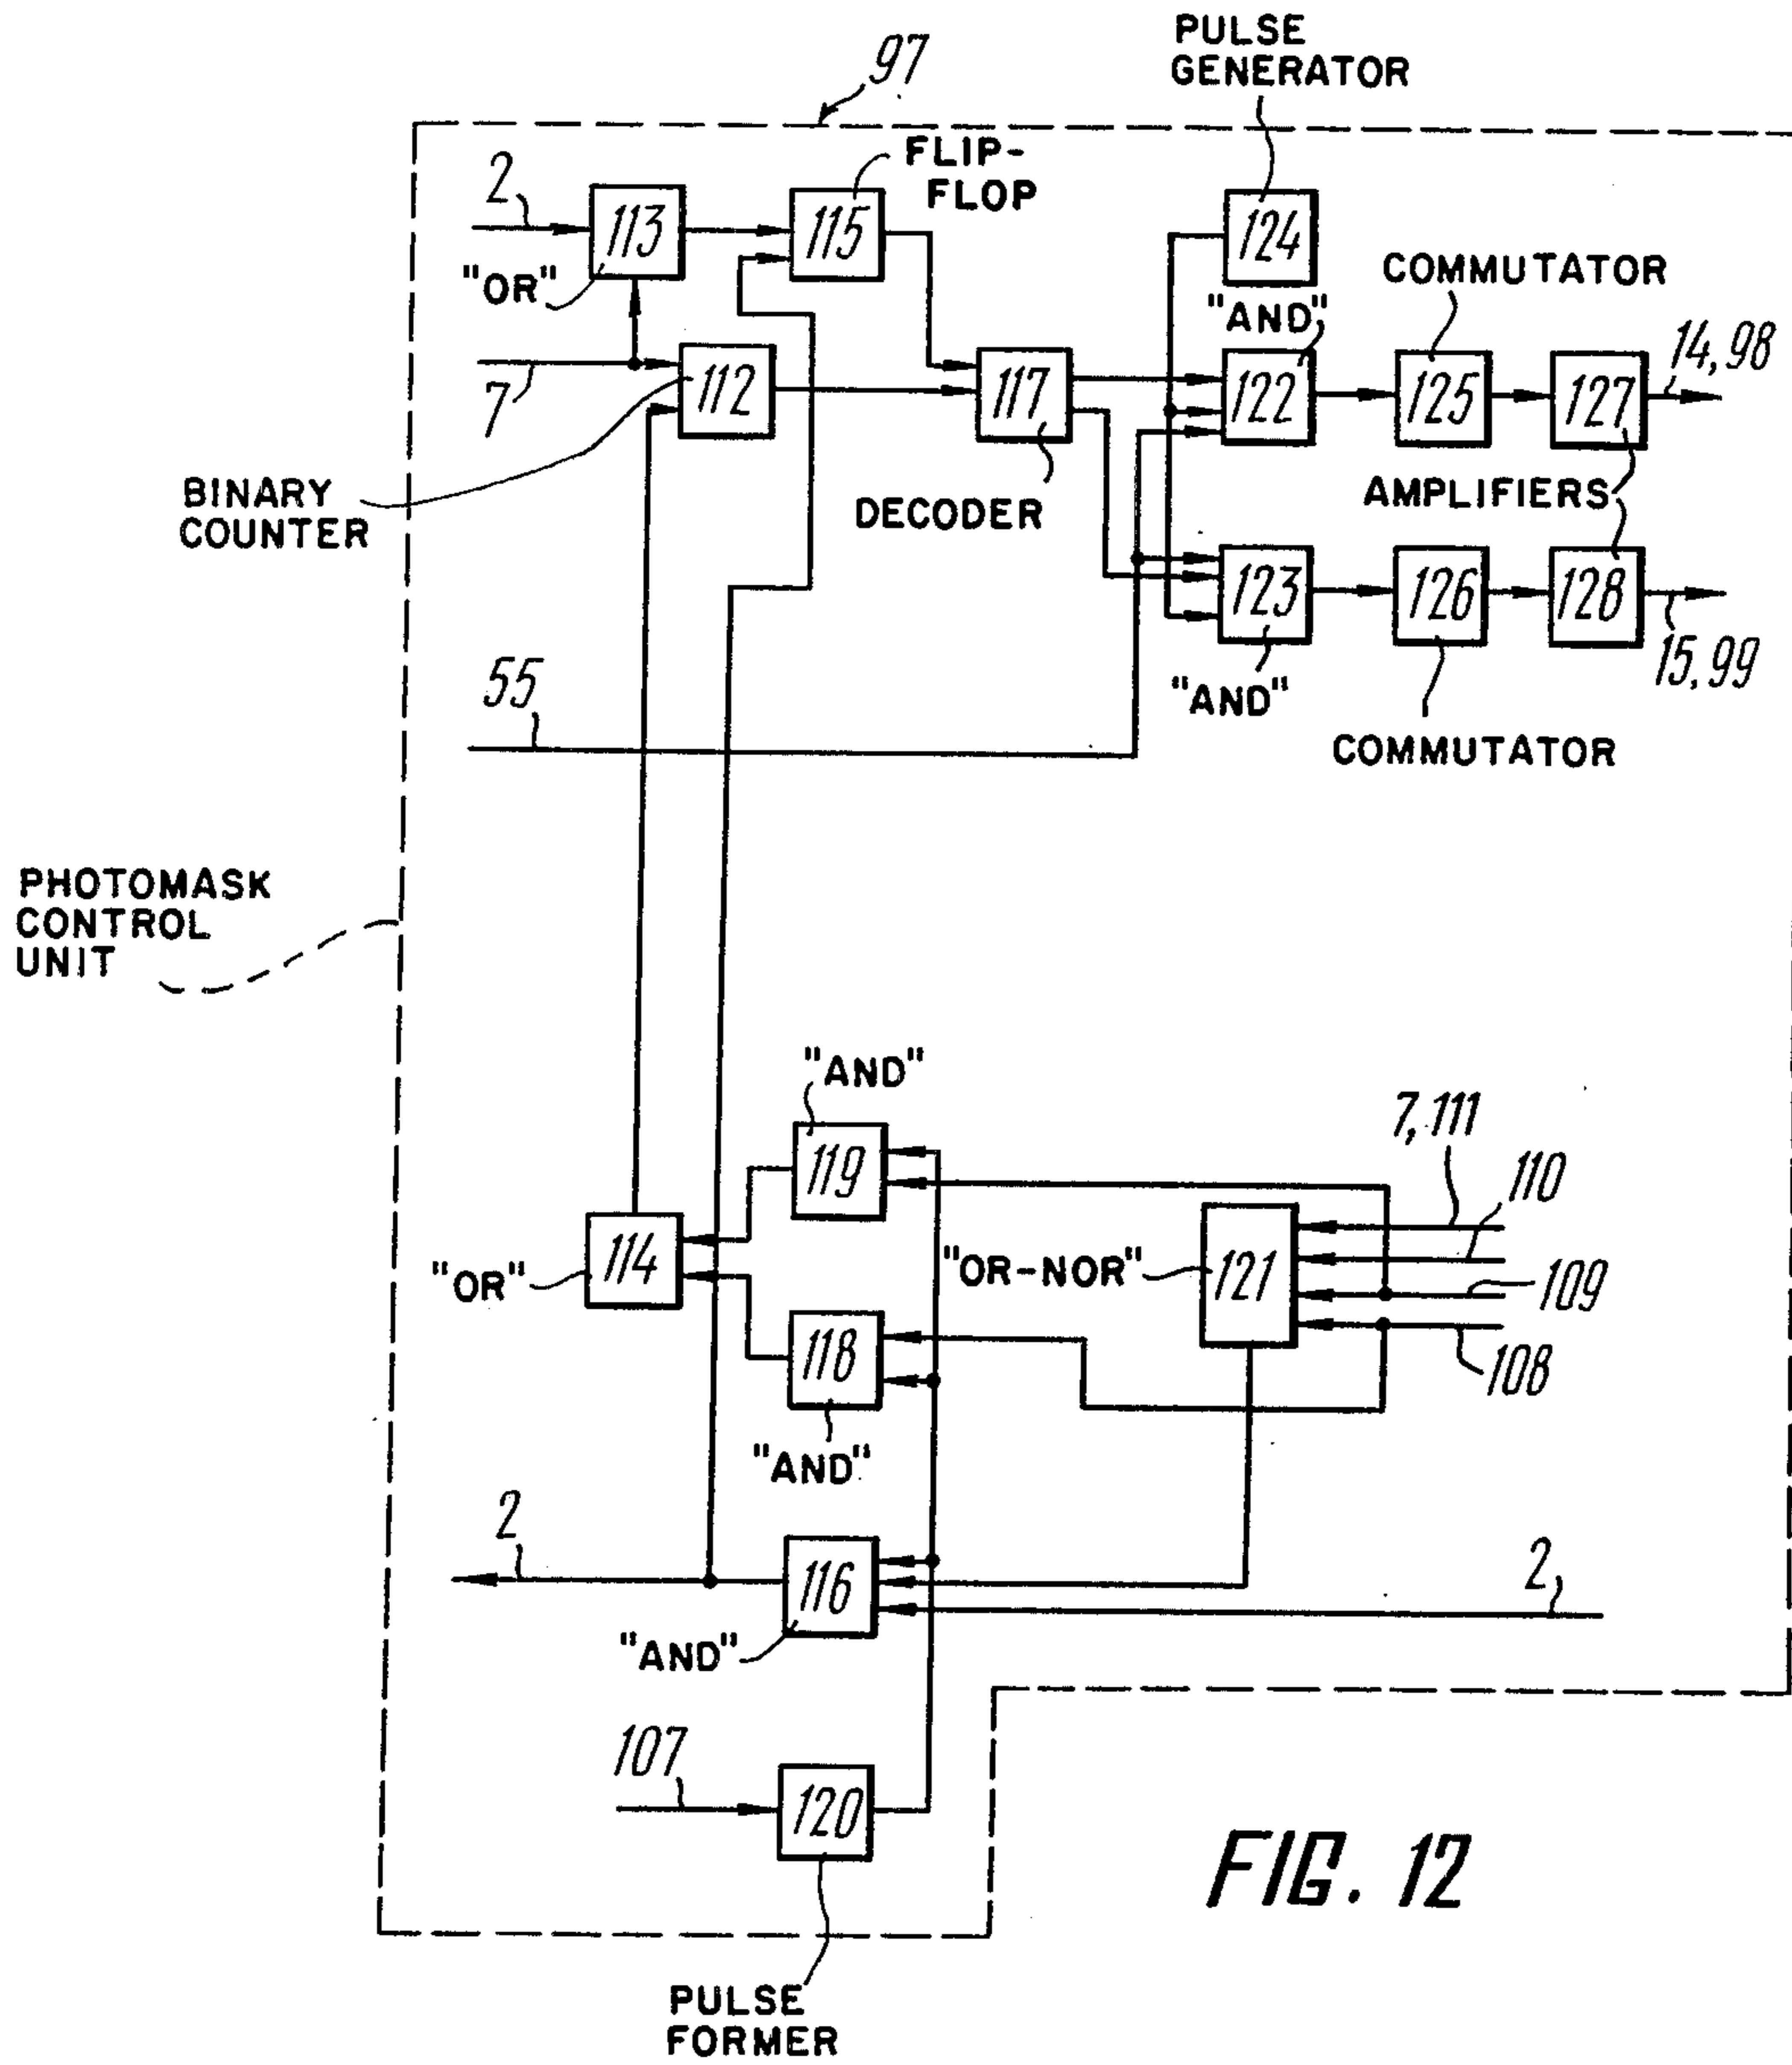 PULSE
GENERATOR
97
FLIP-
FLOP
2
113
115
124
"OR"
COMMUTATOR
"AND"
14, 98
7
112
117
122
125
127
BINARY
COUNTER
DECODER
AMPLIFIERS
123
126
128
15, 99
"AND"
55
COMMUTATOR
PHOTOMASK
CONTROL
UNIT
"AND"
7, 111
110
119
114
"OR"
"OR-NOR"
121
109
118
108
"AND"
2
116
2
"AND"
107
120
FIG. 12
PULSE
FORMER